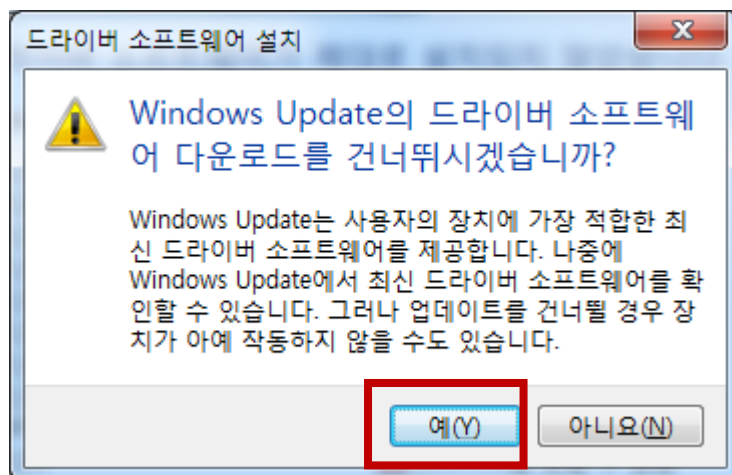 드라이버 소프트웨어 설치
Windows Update의 드라이버 소프트웨
어 다운로드를 건너뛰시겠습니까?
Windows Update는 사용자의 장치에 가장 적합한 최
신 드라이버 소프트웨어를 제공합니다. 나중에
Windows Update에서 최신 드라이버 소프트웨어를 확
인할 수 있습니다. 그러나 업데이트를 건너뛸 경우 장
치가 아예 작동하지 않을 수도 있습니다.
예(Y) 아니요(N)